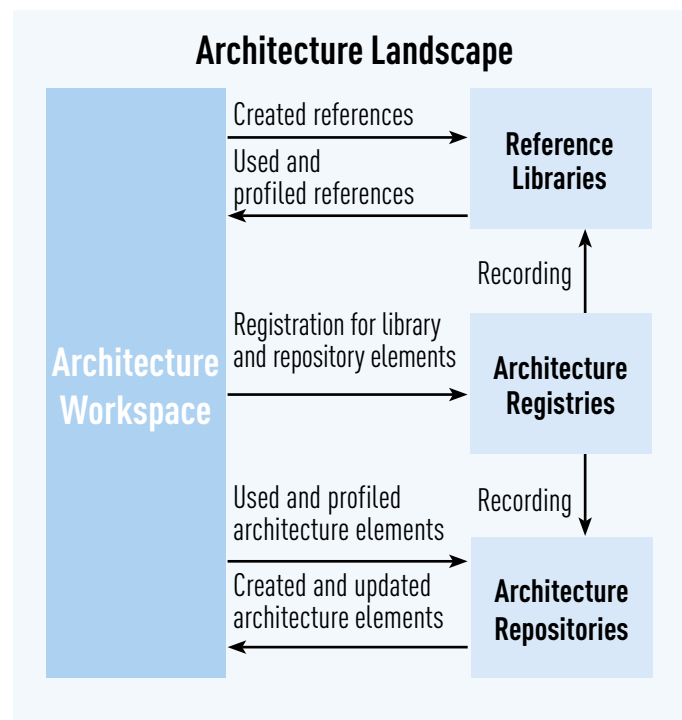 Architecture Landscape
Created references
Used and
profiled references
Reference
Libraries
Recording
Architecture
Workspace
Registration for library
and repository elements
Architecture
Registries
Recording
Used and profiled
architecture elements
Created and updated
architecture elements
Architecture
Repositories